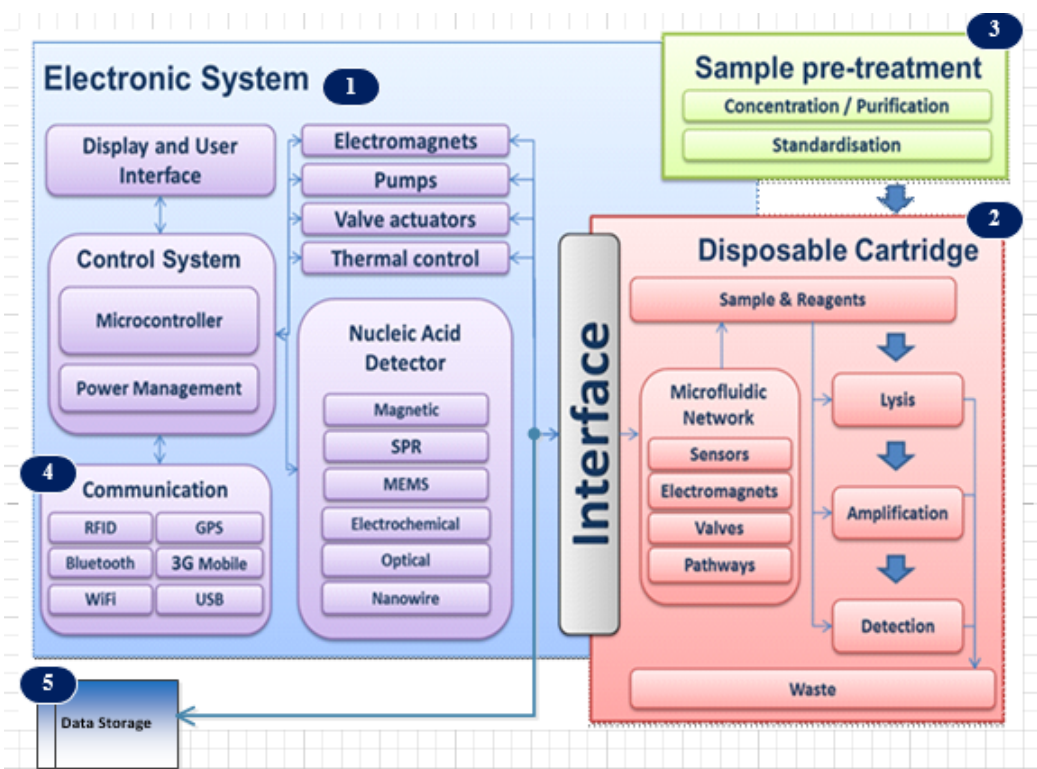 3
Electronic System
1
Sample pre-treatment
Concentration / Purification
Standardisation
Display and User
Interface
Electromagnets
Pumps
Valve actuators
Thermal control
Control System
Microcontroller
Power Management
Nucleic Acid
Detector
Magnetic
SPR
MEMS
Electrochemical
Optical
Nanowire
4
Communication
RFID
GPS
Bluetooth
3G Mobile
WiFi
USB
Interface
2
Disposable Cartridge
Sample & Reagents
Microfluidic
Network
Sensors
Electromagnets
Valves
Pathways
Lysis
Amplification
Detection
Waste
5
Data Storage